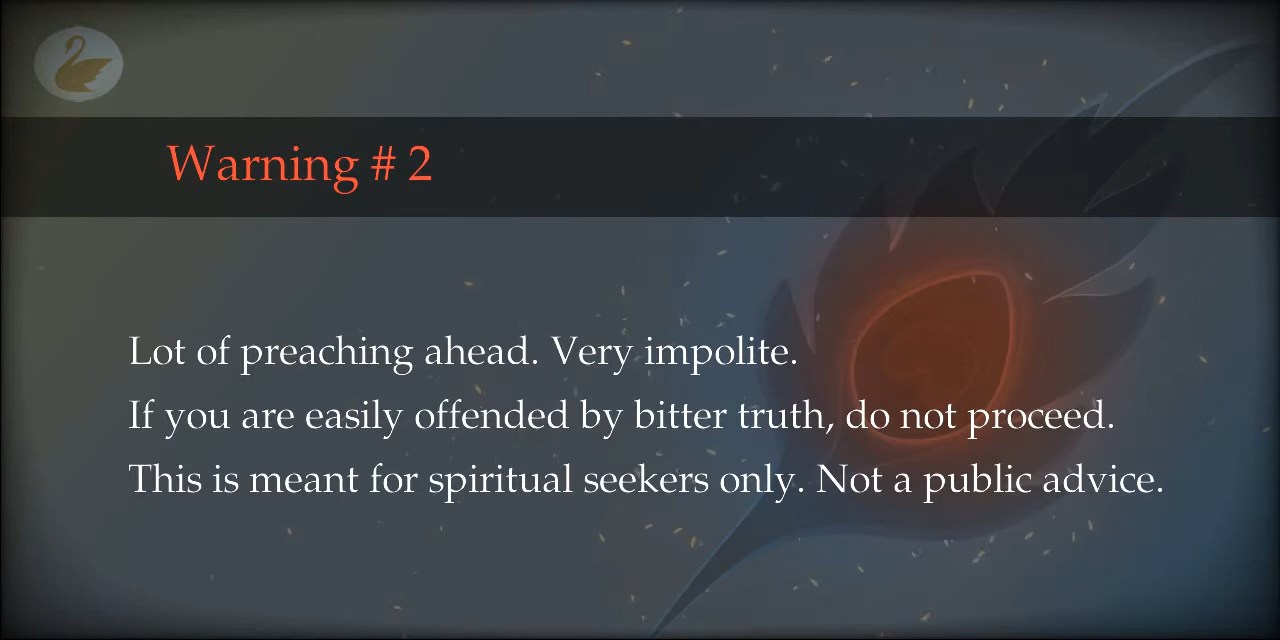 Warning # 2
Lot of preaching ahead. Very impolite.
If you are easily offended by bitter truth, do not proceed.
This is meant for spiritual seekers only. Not a public advice.